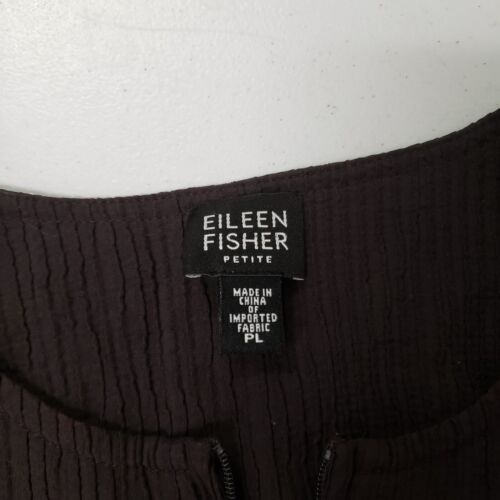 EILEEN
FISHER
PETITE
MADE IN
CHINA
OF
IMPORTED
FABRIC
PL